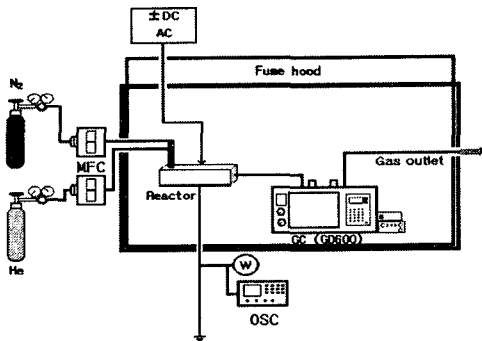 ±DC
AC
Fume hood
N₂
MFC
Gas outlet
Reactor
GC (GD600)
He
W
OSC